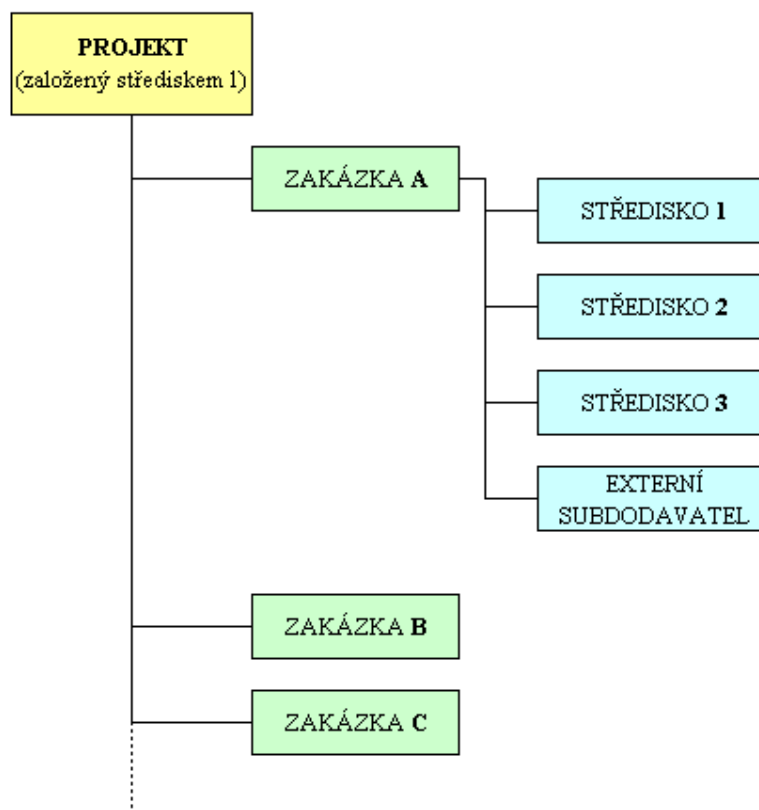 PROJEKT
(založený střediskem 1)
ZAKÁZKA A
STŘEDISKO 1
STŘEDISKO 2
STŘEDISKO 3
EXTERNÍ
SUBDODAVATEL
ZAKÁZKA B
ZAKÁZKA C